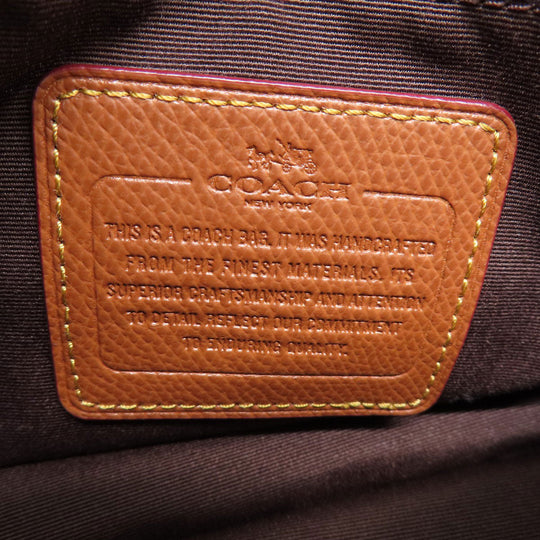 COACH
NEW YORK
THIS IS A COACH BAG. IT WAS HANDCRAFTED
FROM THE FINEST MATERIALS. ITS
SUPERIOR CRAFTSMANSHIP AND ATTENTION
TO DETAIL REFLECT OUR COMMITMENT
TO ENDURING QUALITY.